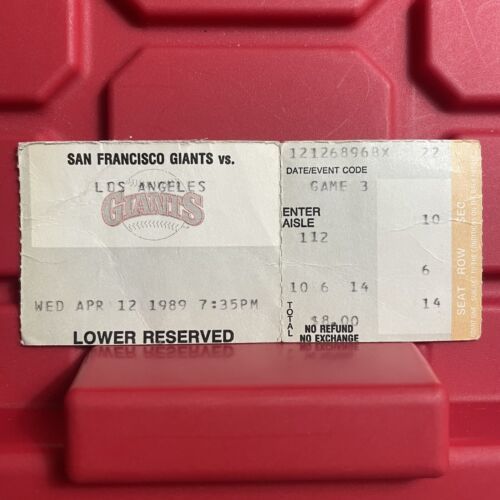 SAN FRANCISCO GIANTS vs.
LOS ANGELES
GIANTS
WED APR 12 1989 7:35PM
LOWER RESERVED
121268968X 22
DATE/EVENT CODE
GAME 3
ENTER
AISLE
112
10 6 14
TOTAL
$8.00
NO REFUND
NO EXCHANGE
10
6
14
SEAT ROW SEC.